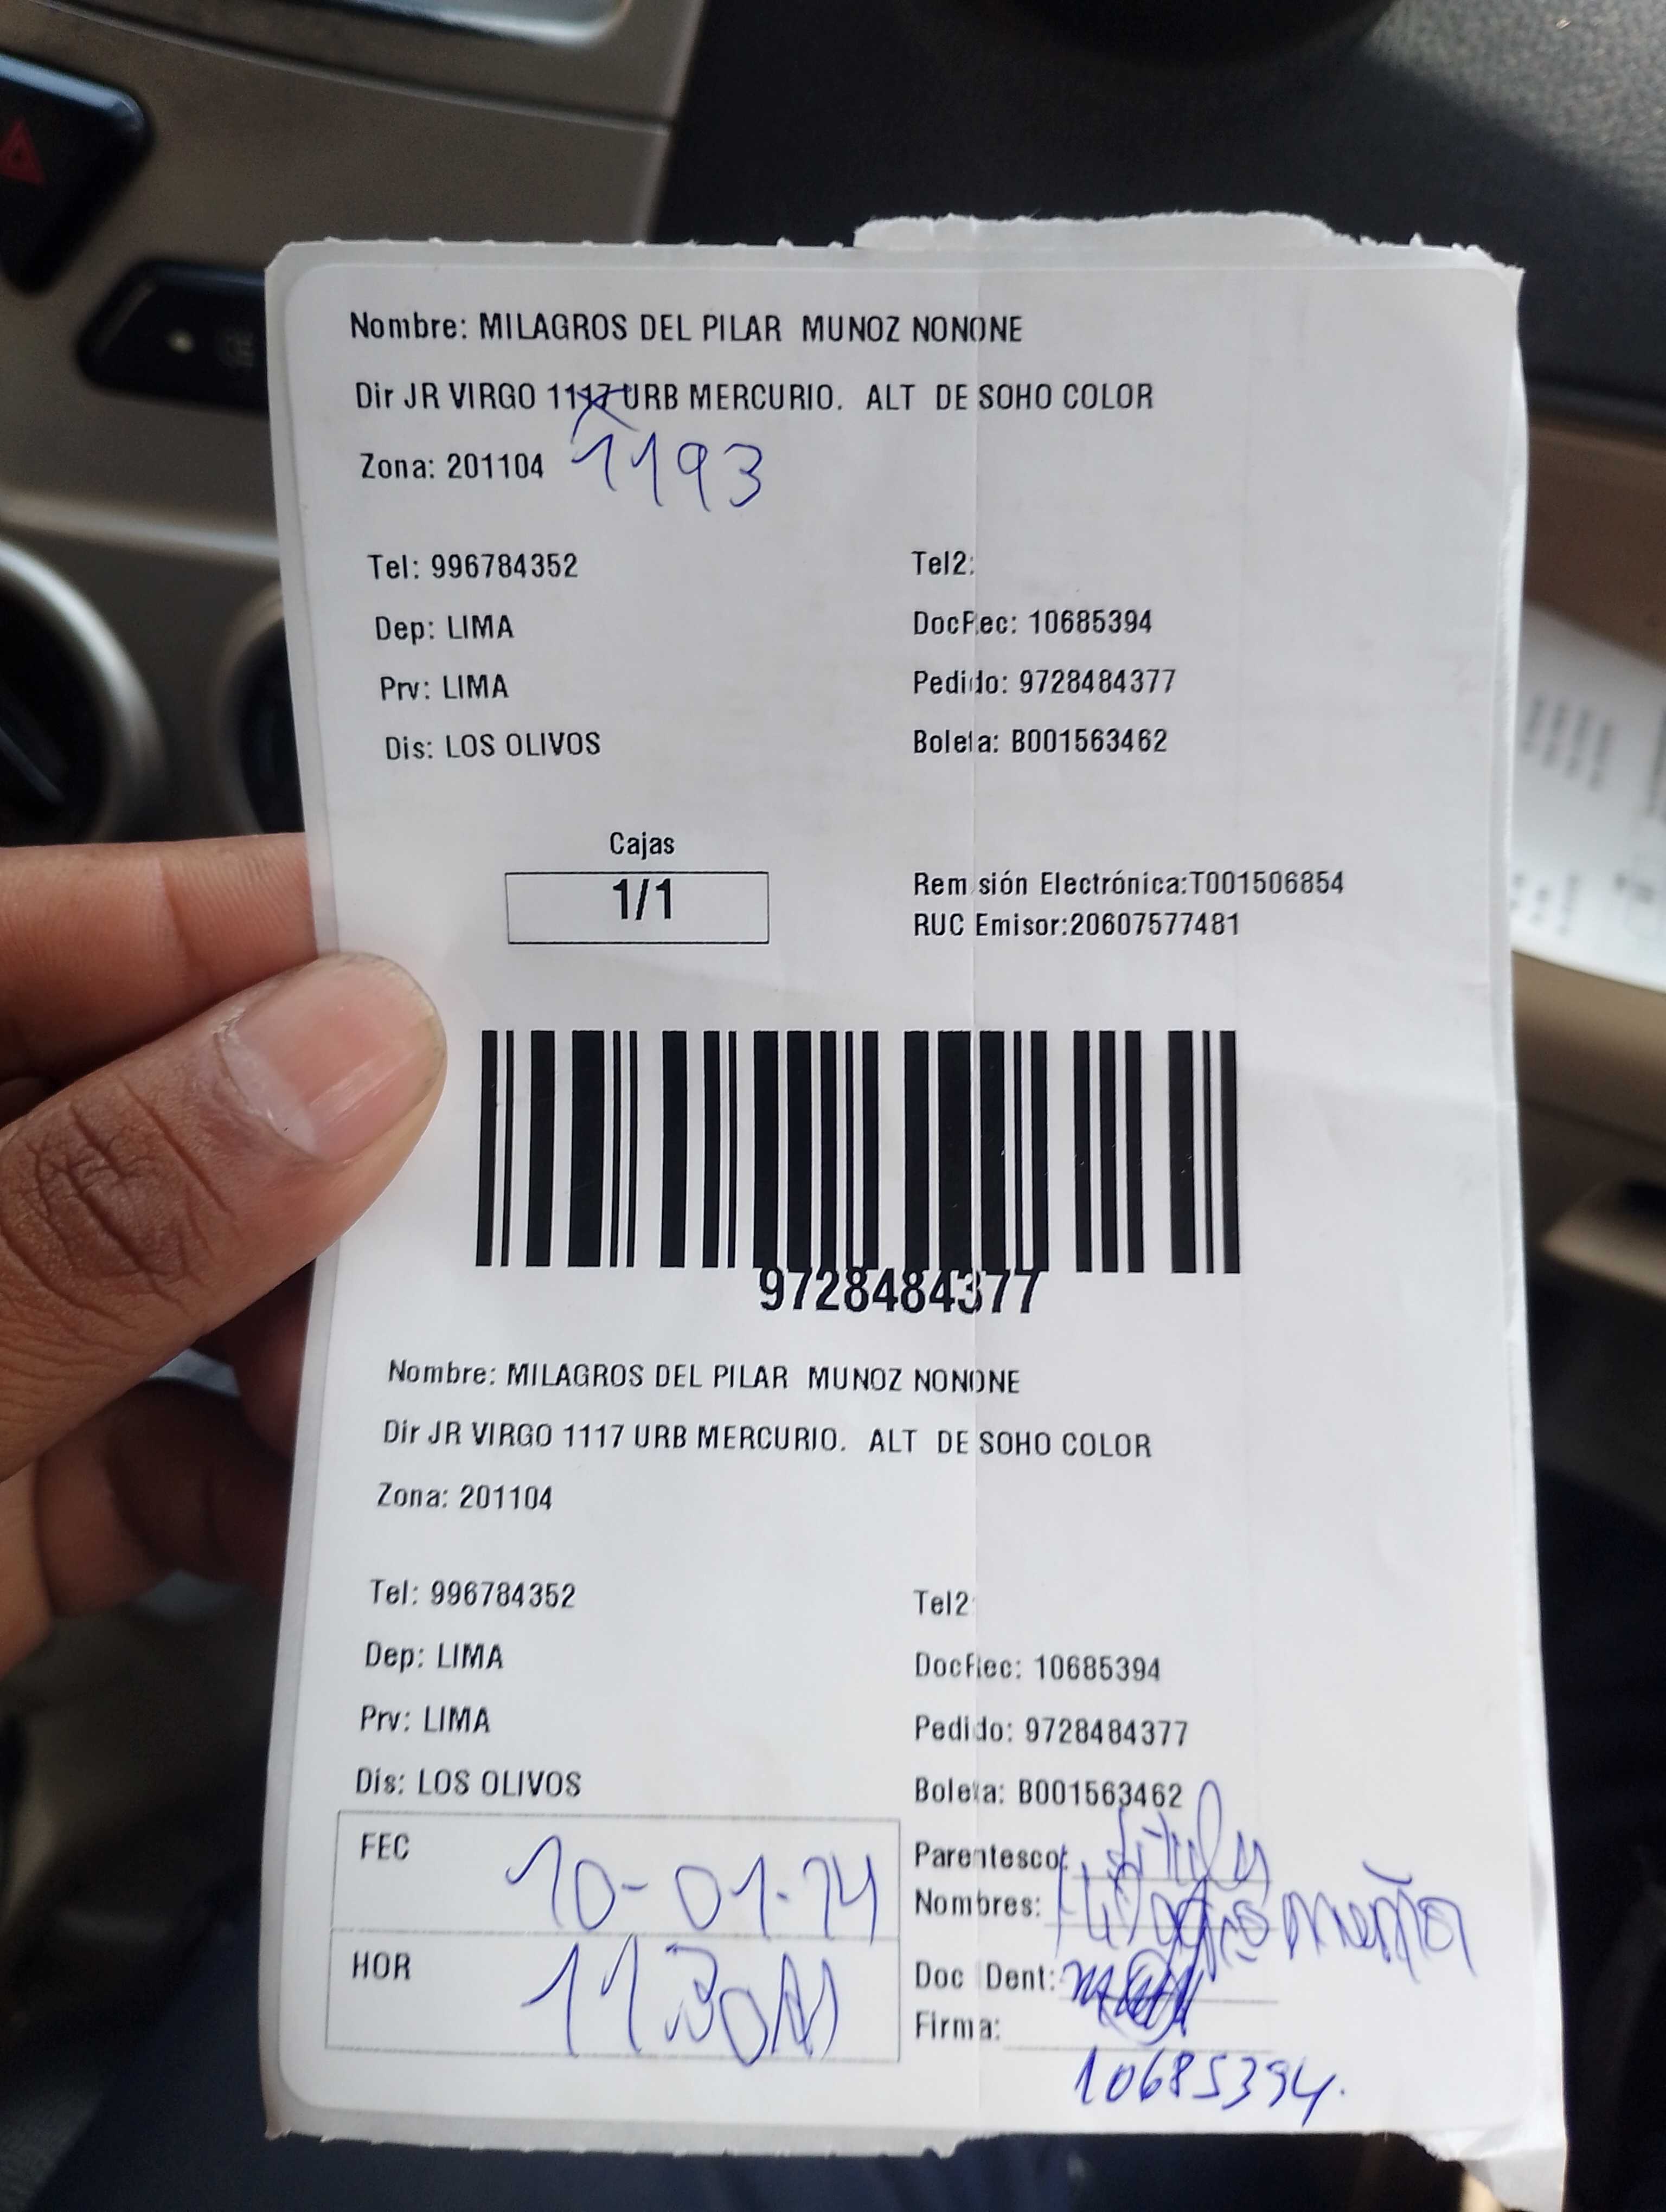 Nombre: MILAGROS DEL PILAR MUNOZ NONONE
Dir JR VIRGO 1117 URB MERCURIO. ALT DE SOHO COLOR
Zona: 201104 1193
Tel: 996784352 Tel2:
Dep: LIMA DocRec: 10685394
Prv: LIMA Pedido: 9728484377
Dis: LOS OLIVOS Boleta: B001563462
Cajas
1/1
Remisión Electrónica:T001506854
RUC Emisor:20607577481
9728484377
Nombre: MILAGROS DEL PILAR MUNOZ NONONE
Dir JR VIRGO 1117 URB MERCURIO. ALT DE SOHO COLOR
Zona: 201104
Tel: 996784352 Tel2
Dep: LIMA DocRec: 10685394
Prv: LIMA Pedido: 9728484377
Dis: LOS OLIVOS Boleta: B001563462
FEC 10-01-24
Parentesco:
Nombres: Milagros Muñoz
HOR 11 30 AM
Doc Dent:
Firma:
10685394.